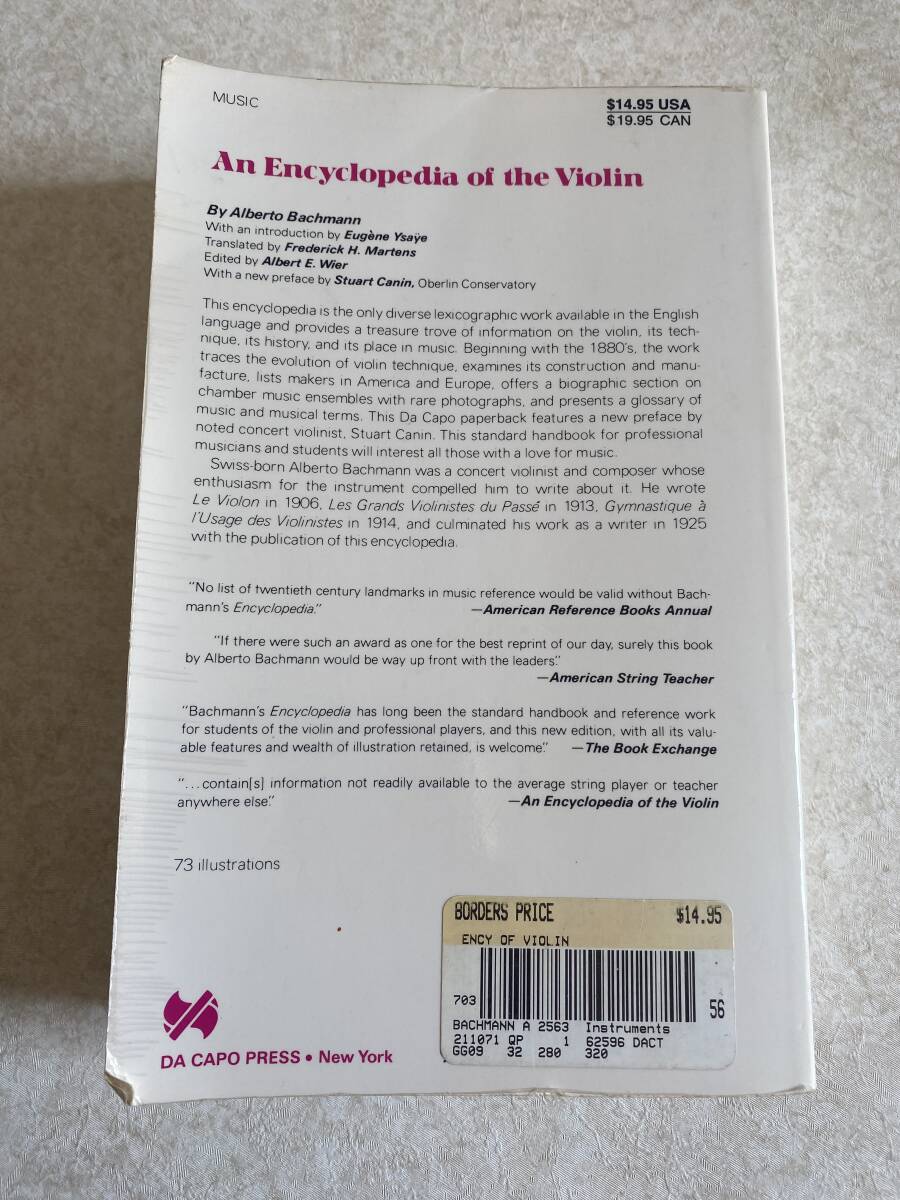 MUSIC
$14.95 USA
$19.95 CAN
An Encyclopedia of the Violin
By Alberto Bachmann
With an introduction by Eugène Ysaÿe
Translated by Frederick H. Martens
Edited by Albert E. Wier
With a new preface by Stuart Canin, Oberlin Conservatory
This encyclopedia is the only diverse lexicographic work available in the English
language and provides a treasure trove of information on the violin, its tech-
nique, its history, and its place in music. Beginning with the 1880's, the work
traces the evolution of violin technique, examines its construction and manu-
facture, lists makers in America and Europe, offers a biographic section on
chamber music ensembles with rare photographs, and presents a glossary of
music and musical terms. This Da Capo paperback features a new preface by
noted concert violinist, Stuart Canin. This standard handbook for professional
musicians and students will interest all those with a love for music.
Swiss-born Alberto Bachmann was a concert violinist and composer whose
enthusiasm for the instrument compelled him to write about it. He wrote
Le Violon in 1906, Les Grands Violinistes du Passé in 1913, Gymnastique à
l'Usage des Violinistes in 1914, and culminated his work as a writer in 1925
with the publication of this encyclopedia.
"No list of twentieth century landmarks in music reference would be valid without Bach-
mann's Encyclopedia." —American Reference Books Annual
"If there were such an award as one for the best reprint of our day, surely this book
by Alberto Bachmann would be way up front with the leaders."
—American String Teacher
"Bachmann's Encyclopedia has long been the standard handbook and reference work
for students of the violin and professional players, and this new edition, with all its valu-
able features and wealth of illustration retained, is welcome." —The Book Exchange
"...contain[s] information not readily available to the average string player or teacher
anywhere else." —An Encyclopedia of the Violin
73 illustrations
BORDERS PRICE $14.95
ENCY OF VIOLIN
703 56
BACHMANN A 2563 Instruments
211071 QP 1 62596 DACT
GG09 32 280 320
DA CAPO PRESS • New York